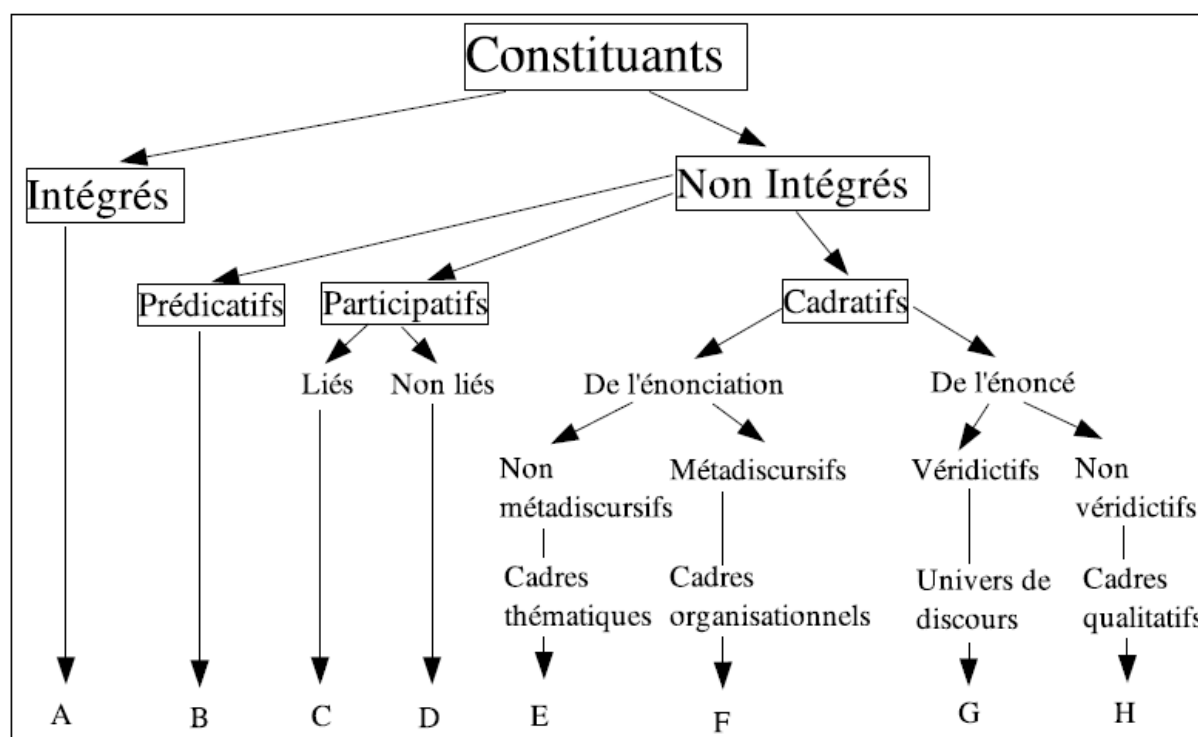 Constituants
Intégrés
Non Intégrés
Prédicatifs
Participatifs
Cadratifs
Liés
Non liés
De l'énonciation
De l'énoncé
Non
métadiscursifs
Métadiscursifs
Véridictifs
Non
véridictifs
Cadres
thématiques
Cadres
organisationnels
Univers de
discours
Cadres
qualitatifs
A
B
C
D
E
F
G
H